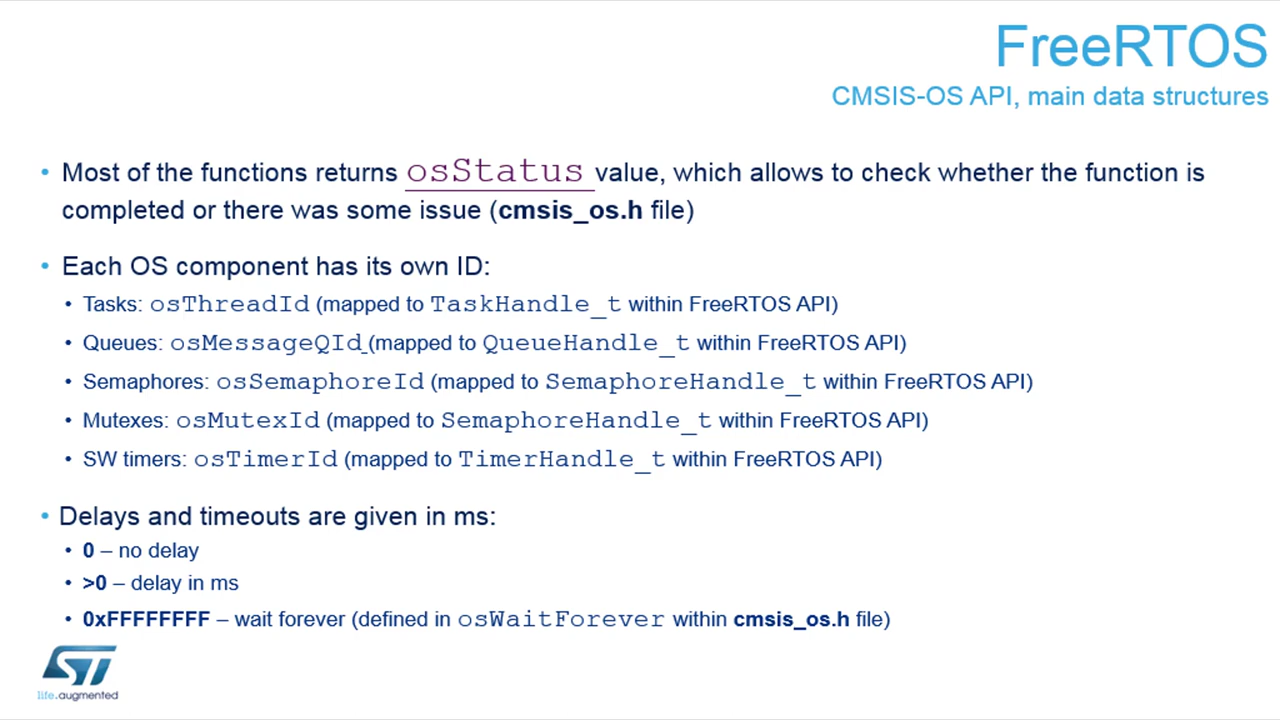 FreeRTOS
CMSIS-OS API, main data structures
• Most of the functions returns osStatus value, which allows to check whether the function is
completed or there was some issue (cmsis_os.h file)
• Each OS component has its own ID:
• Tasks: osThreadId (mapped to TaskHandle_t within FreeRTOS API)
• Queues: osMessageQId (mapped to QueueHandle_t within FreeRTOS API)
• Semaphores: osSemaphoreId (mapped to SemaphoreHandle_t within FreeRTOS API)
• Mutexes: osMutexId (mapped to SemaphoreHandle_t within FreeRTOS API)
• SW timers: osTimerId (mapped to TimerHandle_t within FreeRTOS API)
• Delays and timeouts are given in ms:
• 0 – no delay
• >0 – delay in ms
• 0xFFFFFFFF – wait forever (defined in osWaitForever within cmsis_os.h file)
ST
life.augmented